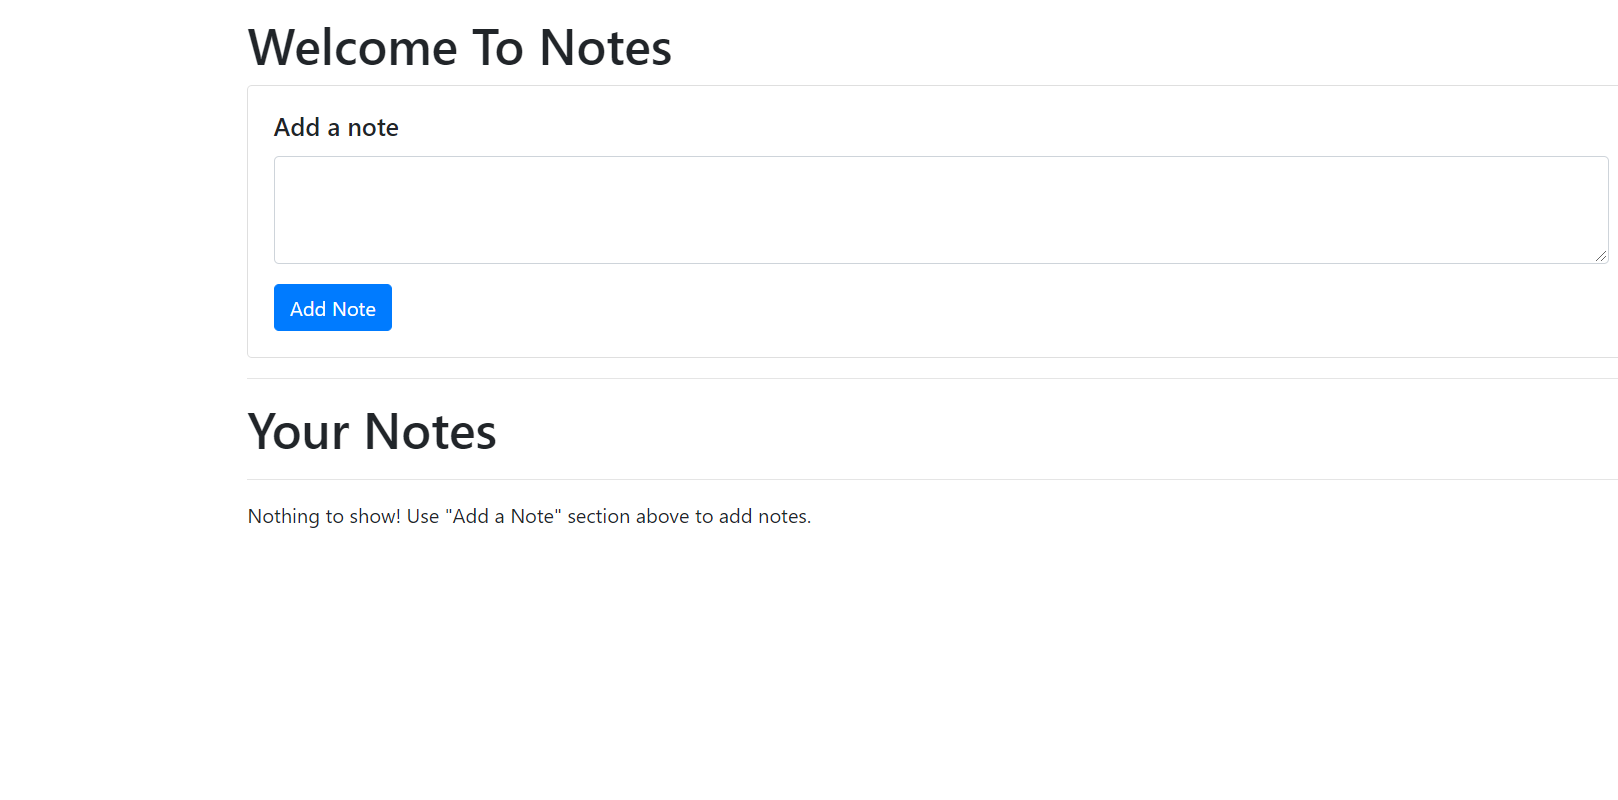 Welcome To Notes
Add a note
Add Note
Your Notes
Nothing to show! Use "Add a Note" section above to add notes.